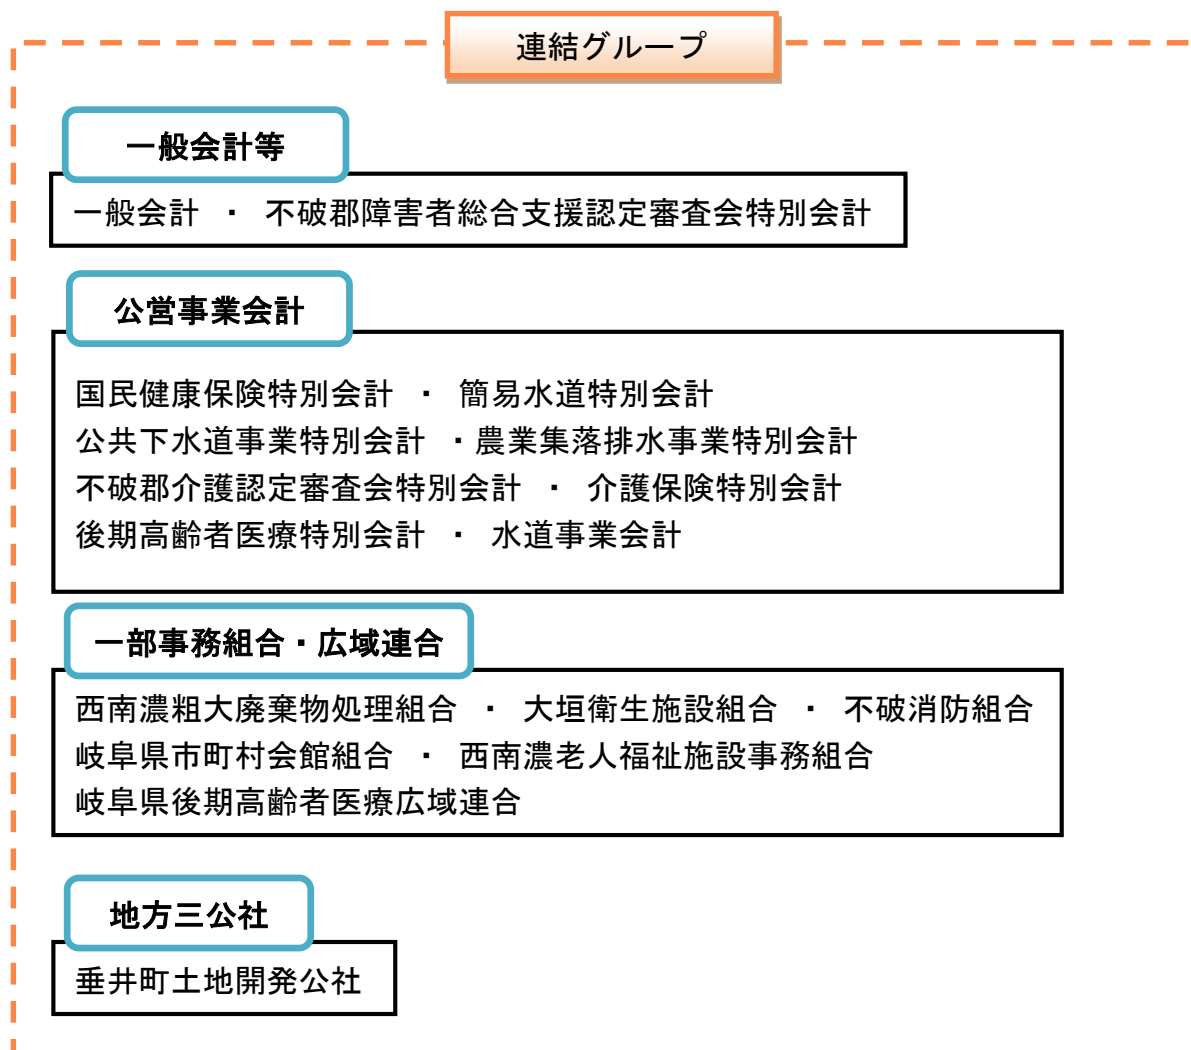 連結グループ
一般会計等
一般会計 ・ 不破郡障害者総合支援認定審査会特別会計
公営事業会計
国民健康保険特別会計 ・ 簡易水道特別会計
公共下水道事業特別会計 ・農業集落排水事業特別会計
不破郡介護認定審査会特別会計 ・ 介護保険特別会計
後期高齢者医療特別会計 ・ 水道事業会計
一部事務組合・広域連合
西南濃粗大廃棄物処理組合 ・ 大垣衛生施設組合 ・ 不破消防組合
岐阜県市町村会館組合 ・ 西南濃老人福祉施設事務組合
岐阜県後期高齢者医療広域連合
地方三公社
垂井町土地開発公社